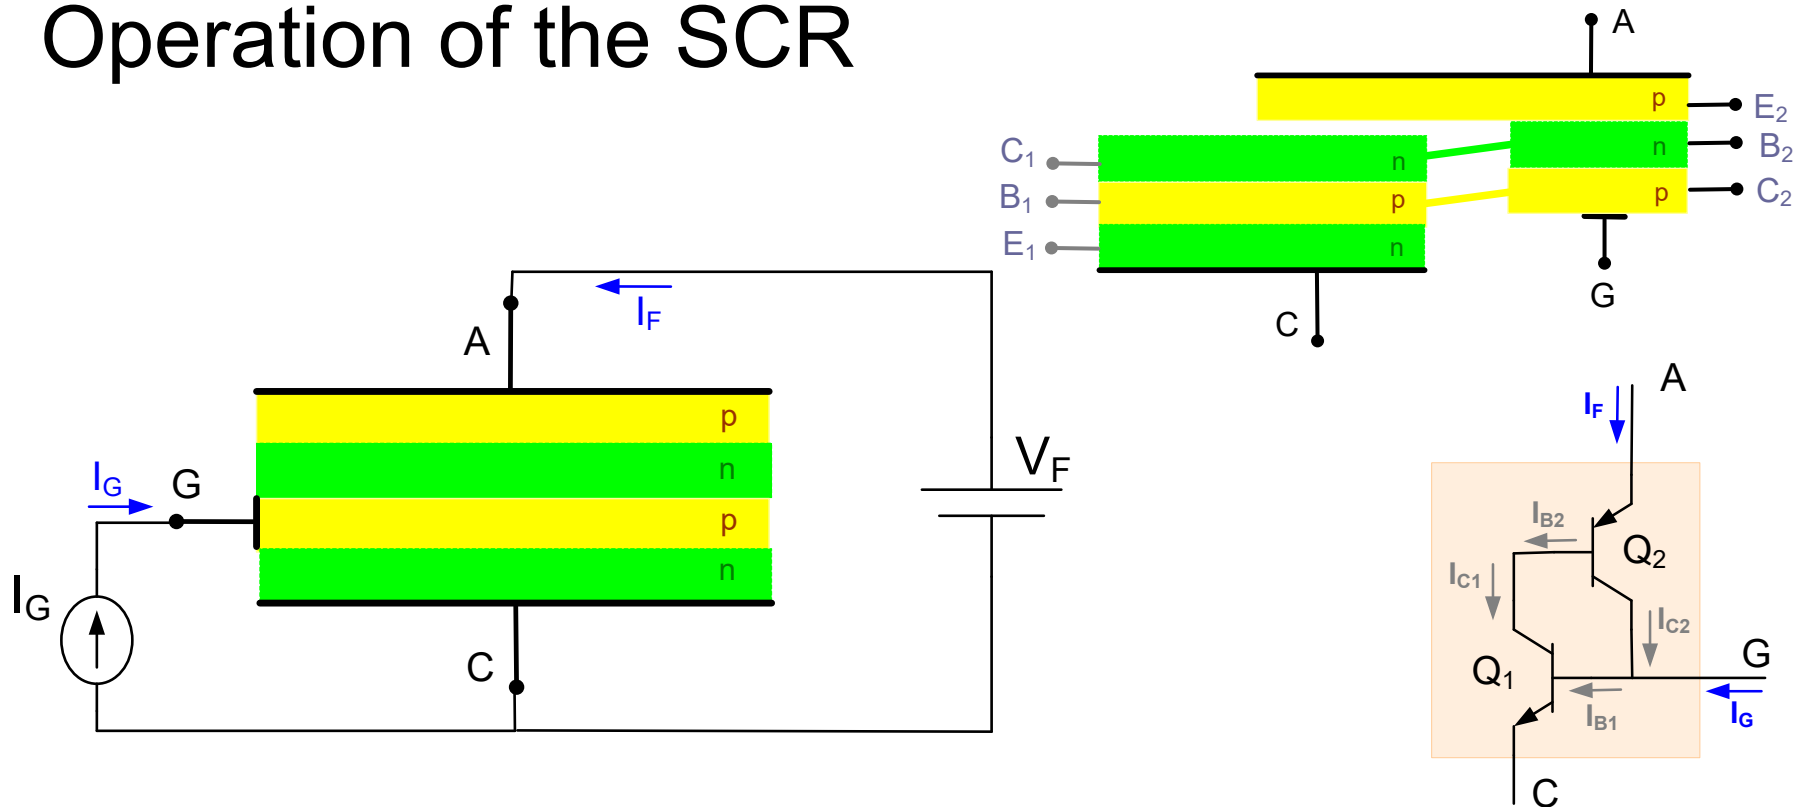 Operation of the SCR
A
p
E2
C1
n
n
B2
B1
p
p
C2
E1
n
G
C
IF
A
p
n
p
n
IG
G
IG
C
VF
A
IF
IB2
Q2
IC1
IC2
Q1
G
IB1
IG
C